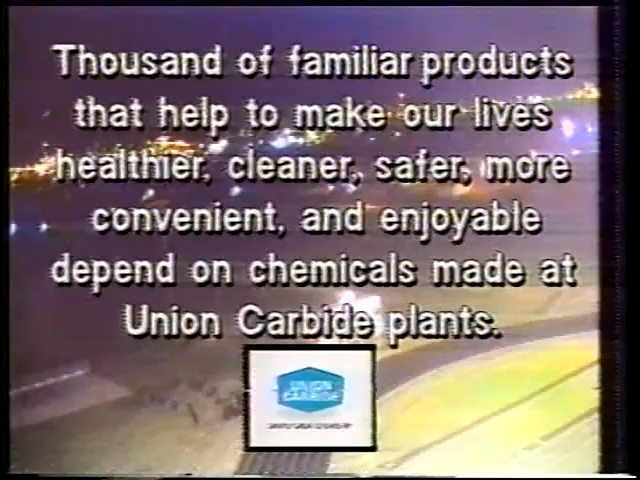 Thousand of familiar products
that help to make our lives
healthier, cleaner, safer, more
convenient, and enjoyable
depend on chemicals made at
Union Carbide plants.
UNION
CARBIDE